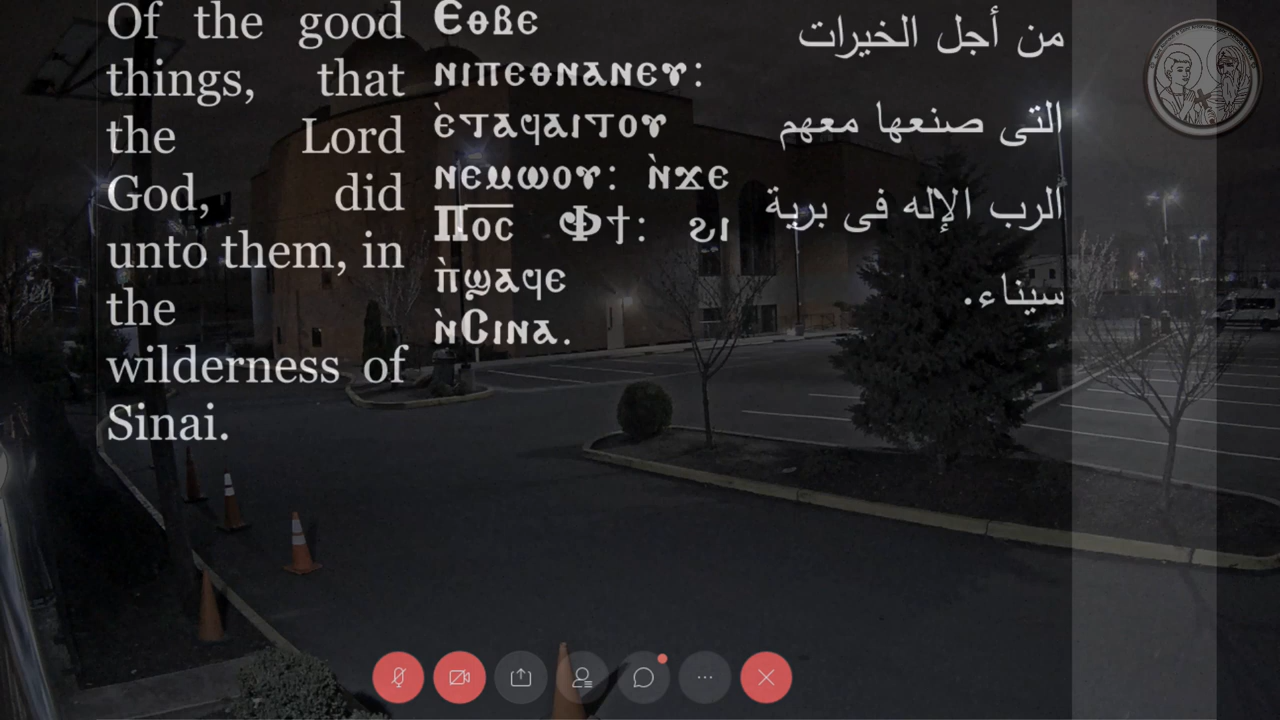 Of the good
things, that
the Lord
God, did
unto them, in
the
wilderness of
Sinai.
Ⲉⲑⲃⲉ
ⲛⲓⲡⲉⲑⲛⲁⲛⲉⲩ:
ⲉ̀ⲧⲁϥⲁⲓⲧⲟⲩ
ⲛⲉⲙⲱⲟⲩ: ⲛ̀ϫⲉ
Ⲡ̅ⲟ̅ⲥ̅ Ⲫϯ: ϩⲓ
ⲡ̀ϣⲁϥⲉ
ⲛ̀Ⲥⲓⲛⲁ.
من أجل الخيرات
التى صنعها معهم
الرب الإله فى برية
سيناء.